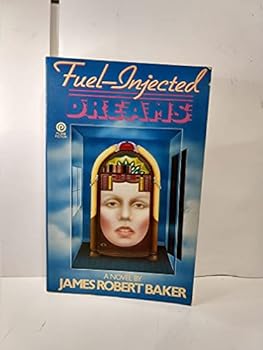 Fuel-Injected
DREAMS
A NOVEL BY
JAMES ROBERT BAKER